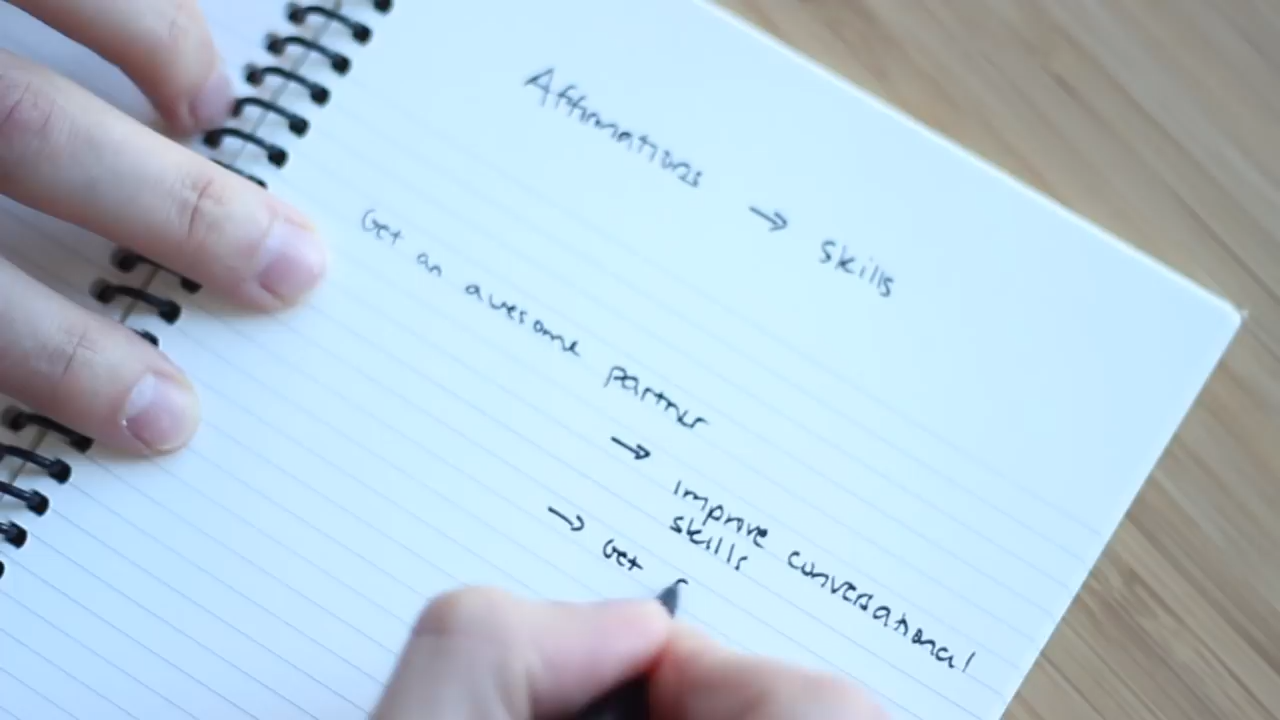 Affirmations → Skills
Get an awesome partner
→ improve conversational
skills
→ Get